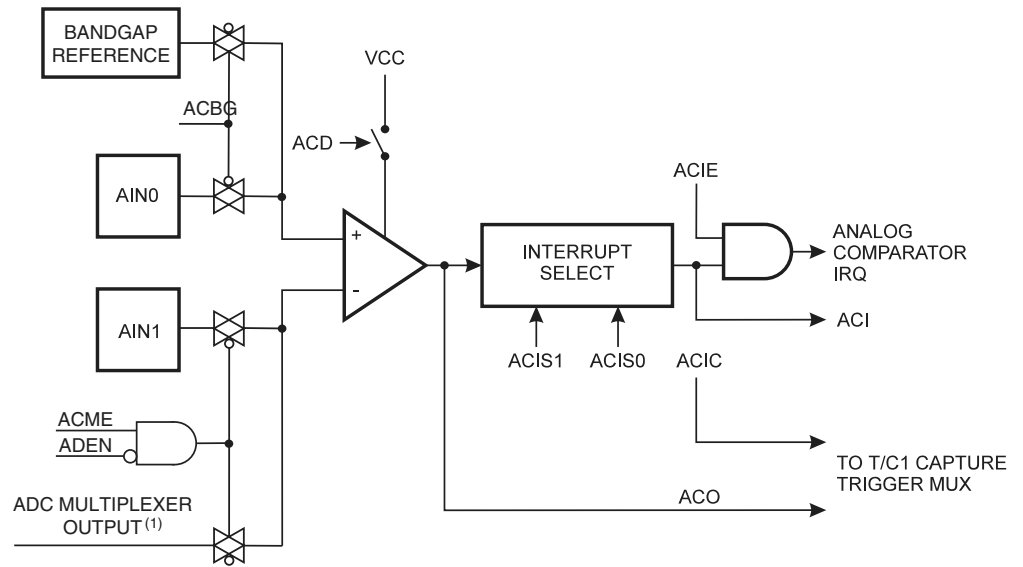 BANDGAP
REFERENCE
VCC
ACBG
ACD
AIN0
ACIE
+
INTERRUPT
SELECT
ANALOG
COMPARATOR
IRQ
-
AIN1
ACI
ACIS1
ACIS0
ACIC
ACME
ADEN
TO T/C1 CAPTURE
TRIGGER MUX
ADC MULTIPLEXER
OUTPUT (1)
ACO